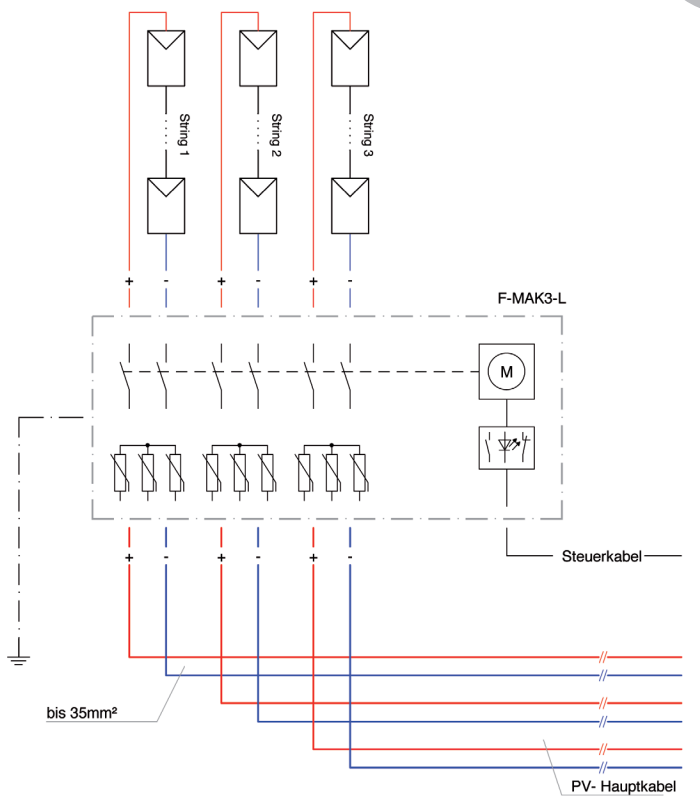 String 1
String 2
String 3
+ - + - + -
F-MAK3-L
M
+ - + - + -
Steuerkabel
bis 35mm²
PV- Hauptkabel